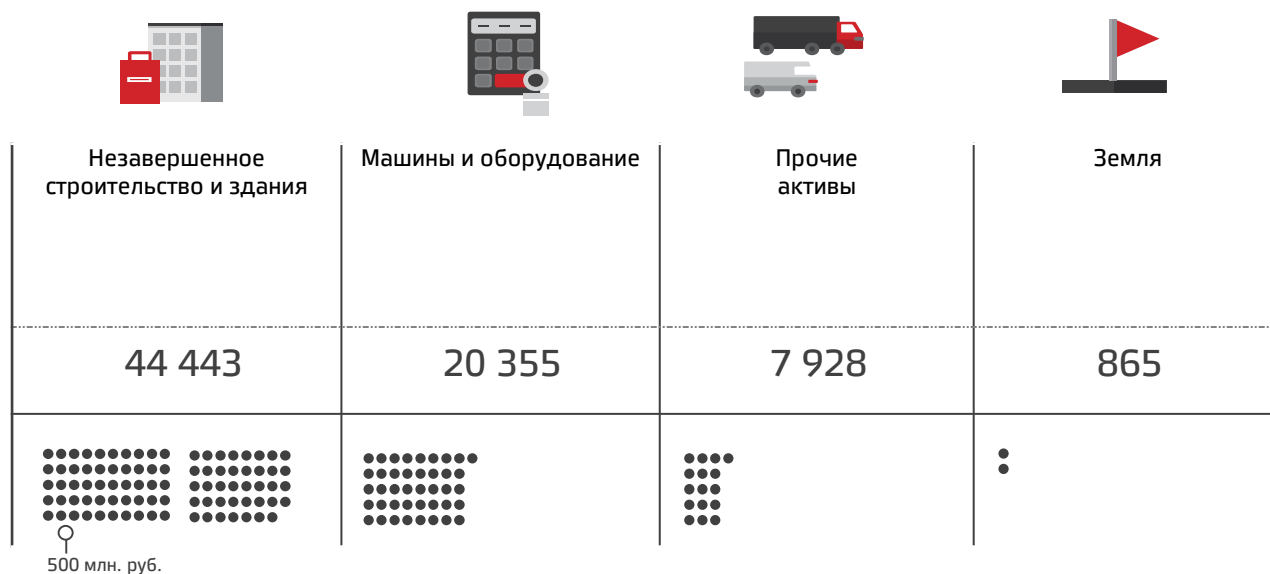 Незавершенное
строительство и здания
Машины и оборудование
Прочие
активы
Земля
44 443
20 355
7 928
865
500 млн. руб.